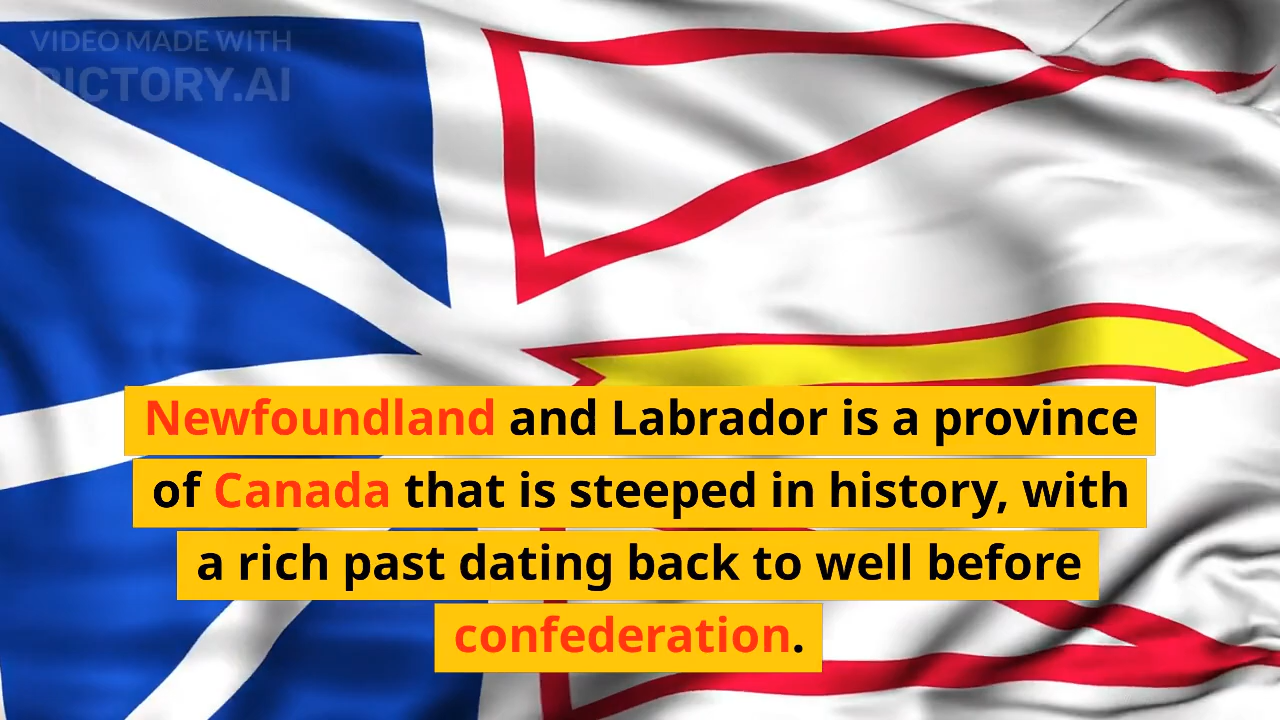 VIDEO MADE WITH
PICTORY.AI
Newfoundland and Labrador is a province
of Canada that is steeped in history, with
a rich past dating back to well before
confederation.